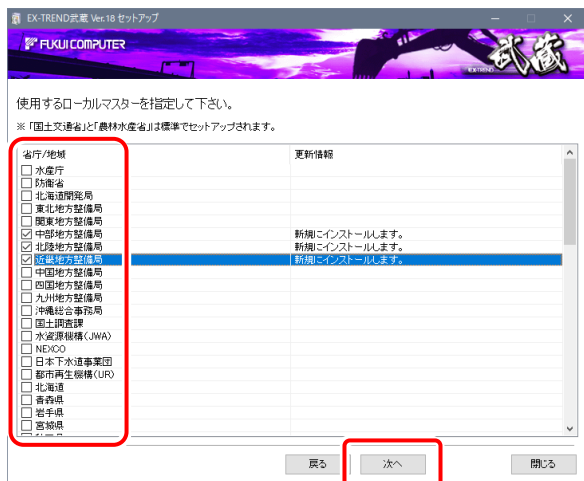 EX-TREND武蔵 Ver.18 セットアップ
FUKUI COMPUTER
EX-TREND 武蔵
使用するローカルマスターを指定して下さい。
※「国土交通省」と「農林水産省」は標準でセットアップされます。
省庁/地域 更新情報
水産庁
防衛省
北海道開発局
東北地方整備局
関東地方整備局
中部地方整備局 新規にインストールします。
北陸地方整備局 新規にインストールします。
近畿地方整備局 新規にインストールします。
中国地方整備局
四国地方整備局
九州地方整備局
沖縄総合事務局
国土調査課
水資源機構(JWA)
NEXCO
日本下水道事業団
都市再生機構(UR)
北海道
青森県
岩手県
宮城県
戻る 次へ 閉じる